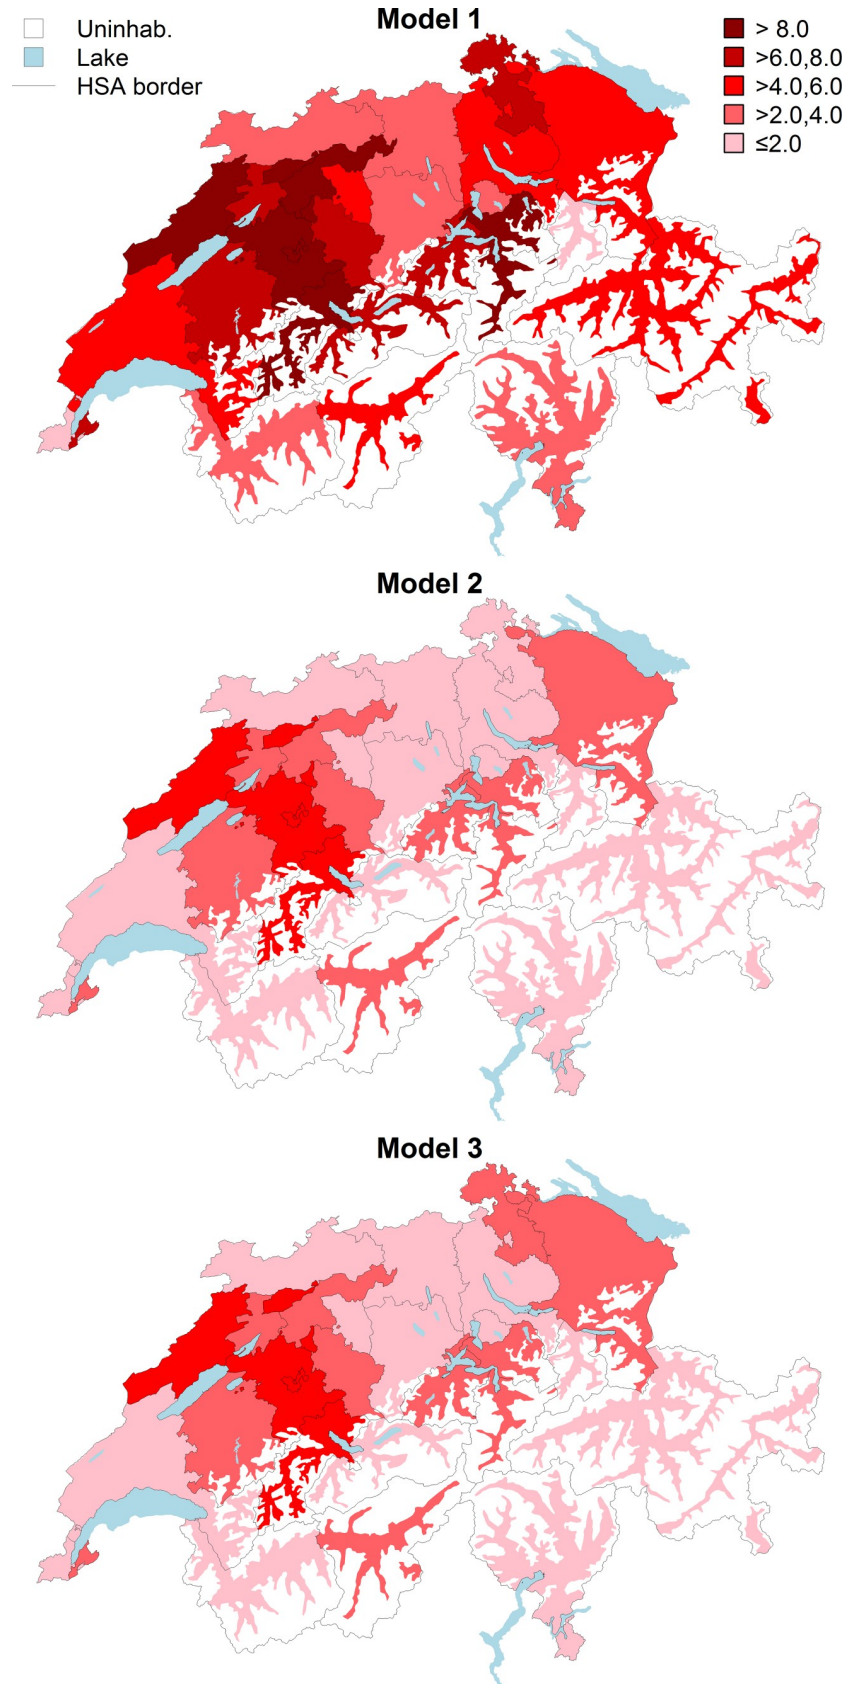 Model 1
Uninhab.
Lake
HSA border
> 8.0
>6.0,8.0
>4.0,6.0
>2.0,4.0
≤2.0
Model 2
Model 3